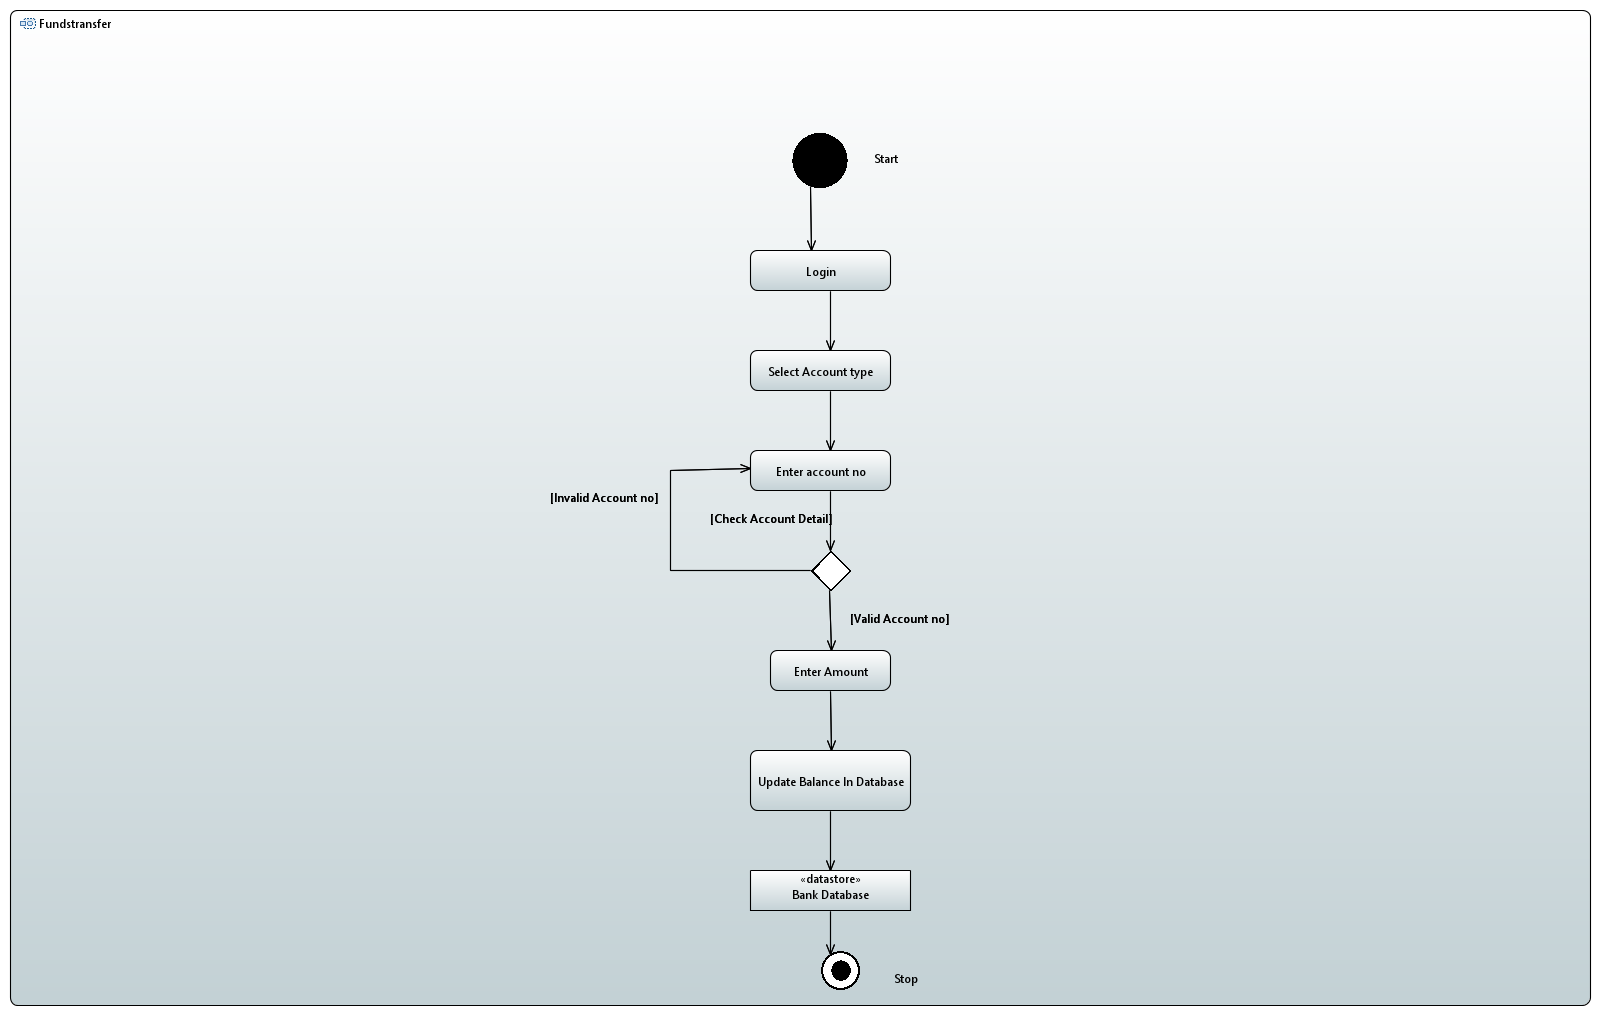 Fundstransfer
Start
Login
Select Account type
Enter account no
|Invalid Account no]
|Check Account Detail]
|Valid Account no]
Enter Amount
Update Balance In Database
«datastore»
Bank Database
Stop